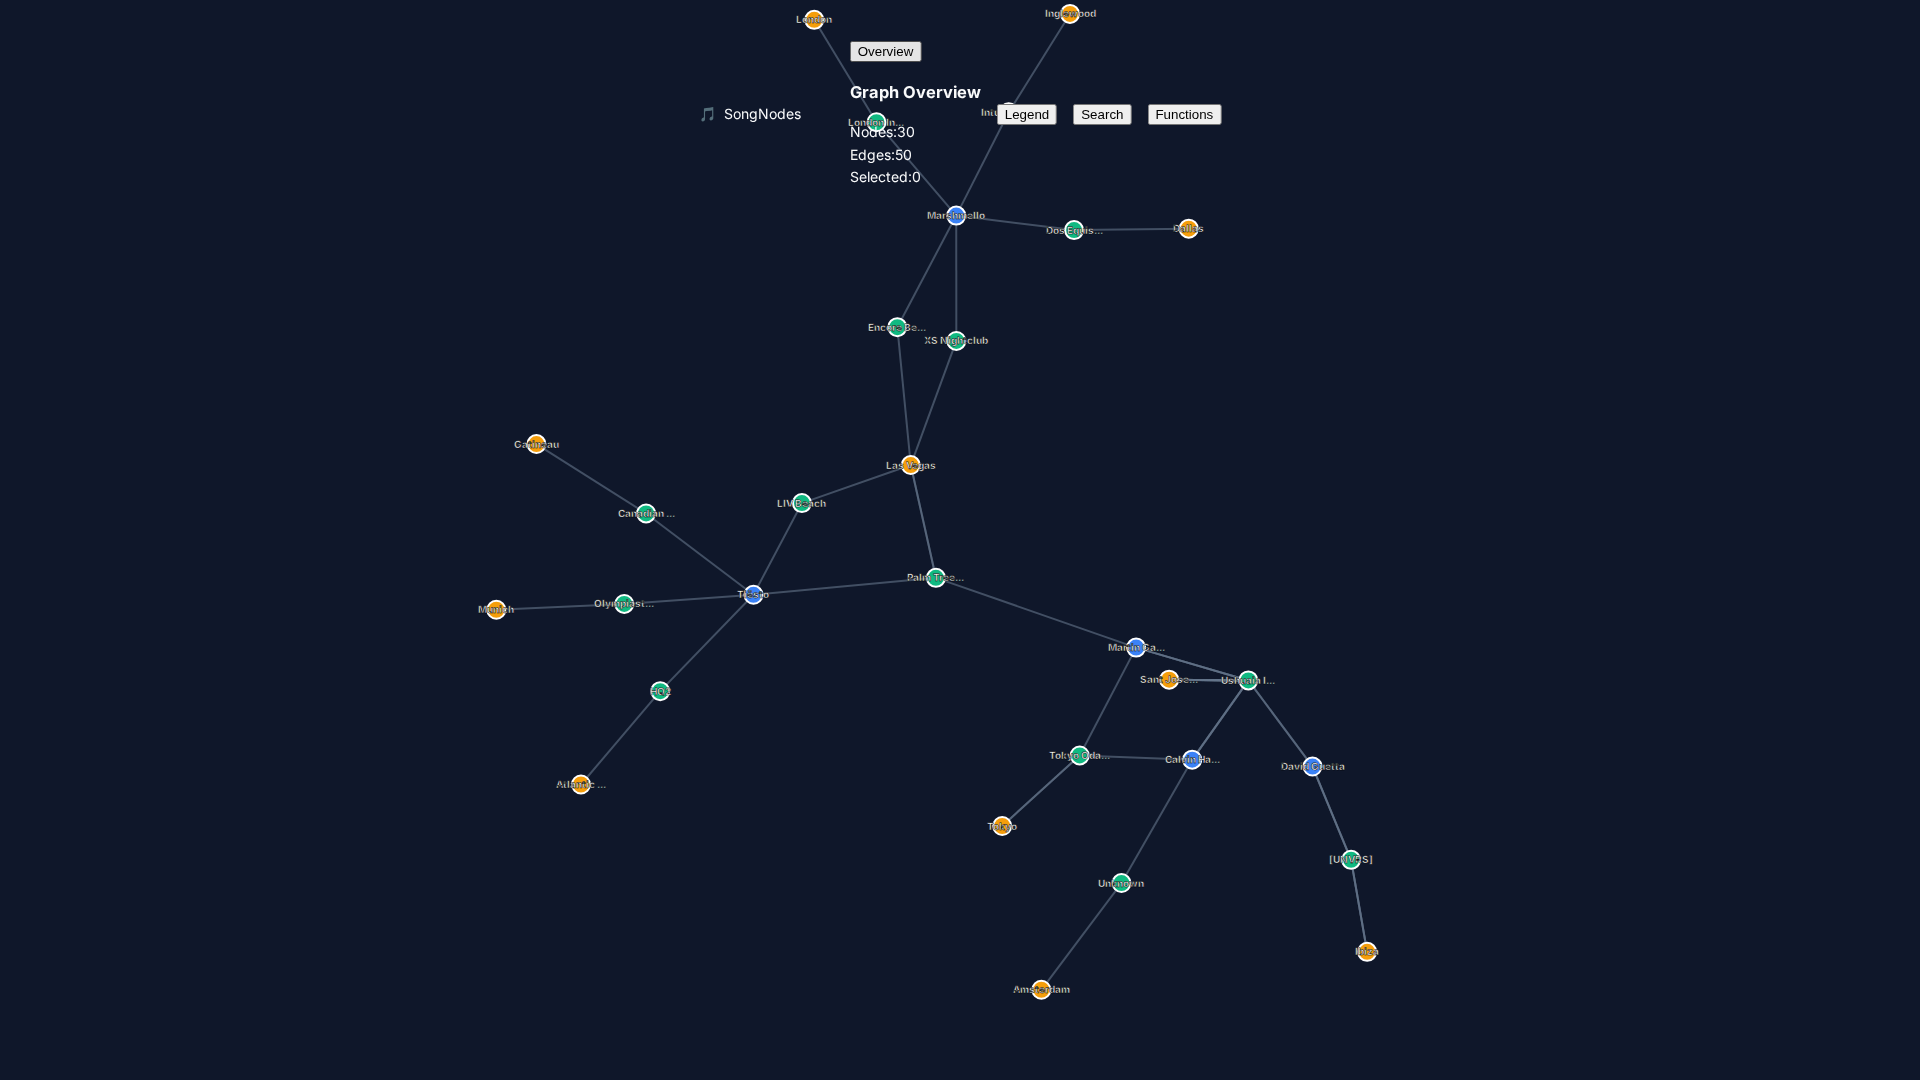 London
Inglewood
Overview
Graph Overview
🎵 SongNodes
Legend
Search
Functions
London In...
Nodes:30
Edges:50
Selected:0
Marshmello
Dos Equis...
Dallas
Encore Be...
XS Nightclub
Gatineau
Las Vegas
LIV Beach
Canadian ...
Palm Tree...
Tiesto
Olympiast...
Munich
Martin Ga...
San Jose...
Ushuaïa I...
HQ2
Tokyo Oda...
Calvin Ha...
David Guetta
Atlantic ...
Tokyo
[UNVRS]
Unknown
Ibiza
Amsterdam